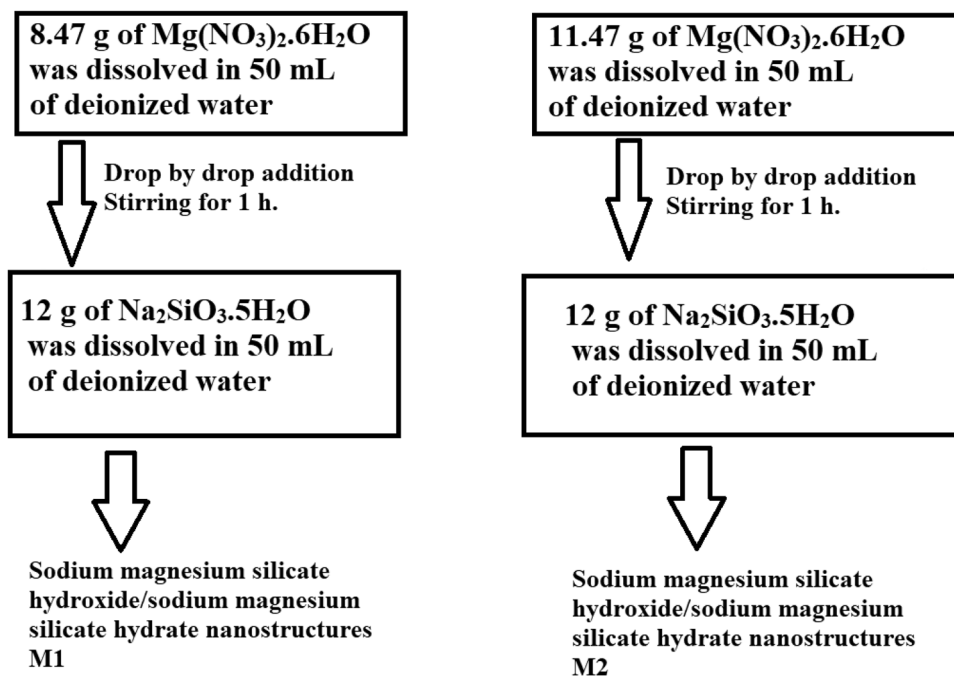 8.47 g of Mg(NO₃)₂.6H₂O
was dissolved in 50 mL
of deionized water
Drop by drop addition
Stirring for 1 h.
12 g of Na₂SiO₃.5H₂O
was dissolved in 50 mL
of deionized water
Sodium magnesium silicate
hydroxide/sodium magnesium
silicate hydrate nanostructures
M1
11.47 g of Mg(NO₃)₂.6H₂O
was dissolved in 50 mL
of deionized water
Drop by drop addition
Stirring for 1 h.
12 g of Na₂SiO₃.5H₂O
was dissolved in 50 mL
of deionized water
Sodium magnesium silicate
hydroxide/sodium magnesium
silicate hydrate nanostructures
M2